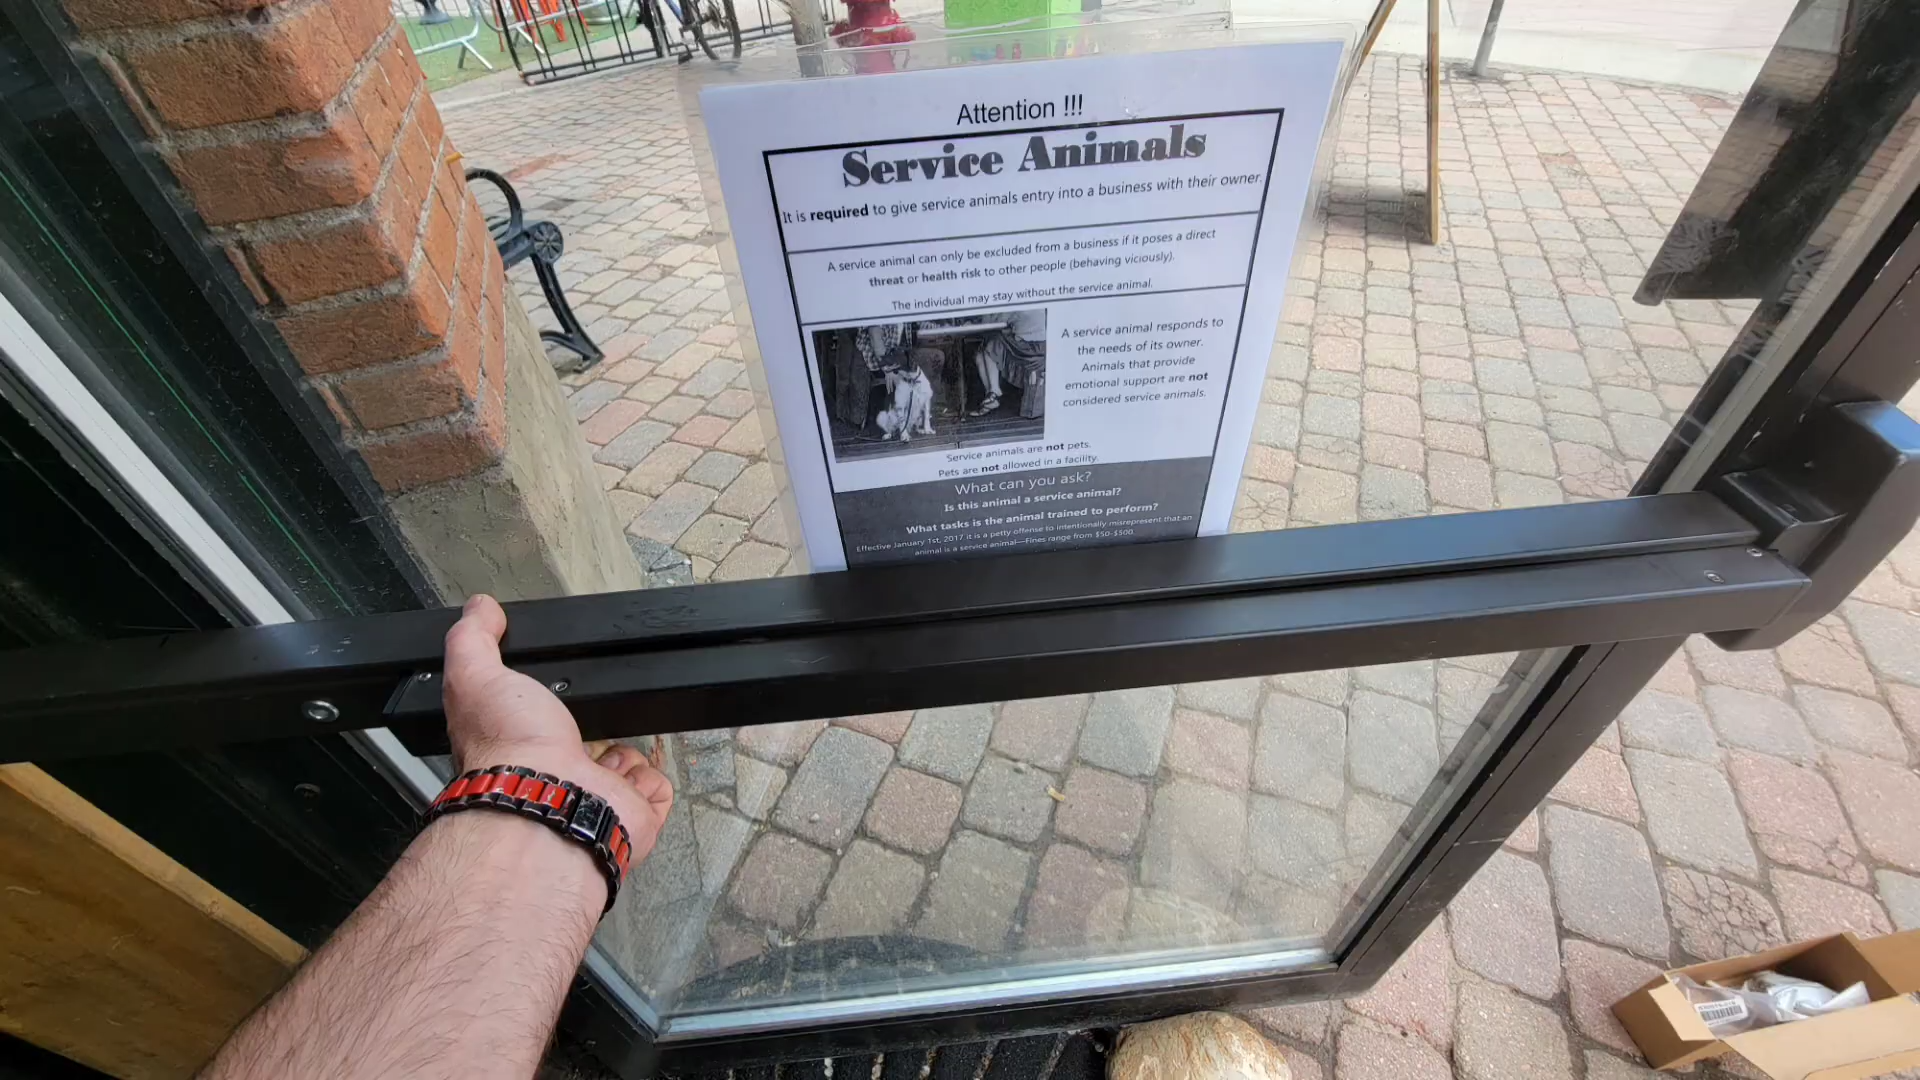 Attention !!!
Service Animals
It is required to give service animals entry into a business with their owner.
A service animal can only be excluded from a business if it poses a direct
threat or health risk to other people (behaving viciously).
The individual may stay without the service animal.
A service animal responds to
the needs of its owner.
Animals that provide
emotional support are not
considered service animals.
Service animals are not pets.
Pets are not allowed in a facility.
What can you ask?
Is this animal a service animal?
What tasks is the animal trained to perform?
Effective January 1st, 2017 it is a petty offense to intentionally misrepresent that an
animal is a service animal—Fines range from $50-$500.